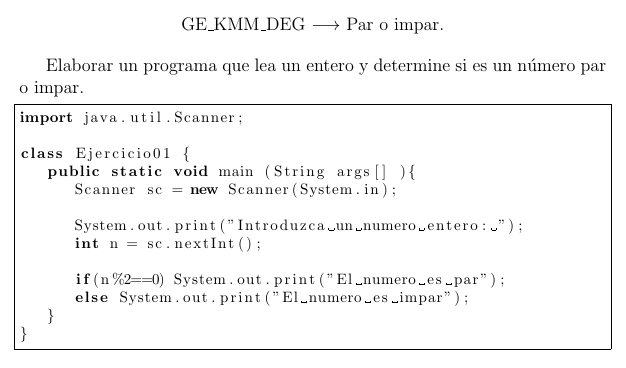 GE_KMM_DEG ⟶ Par o impar.
Elaborar un programa que lea un entero y determine si es un número par
o impar.
import java.util.Scanner;
class Ejercicio01 {
public static void main (String args[] ){
Scanner sc = new Scanner(System.in);
System.out.print("Introduzca␣un␣numero␣entero:␣");
int n = sc.nextInt();
if(n%2==0) System.out.print("El␣numero␣es␣par");
else System.out.print("El␣numero␣es␣impar");
}
}